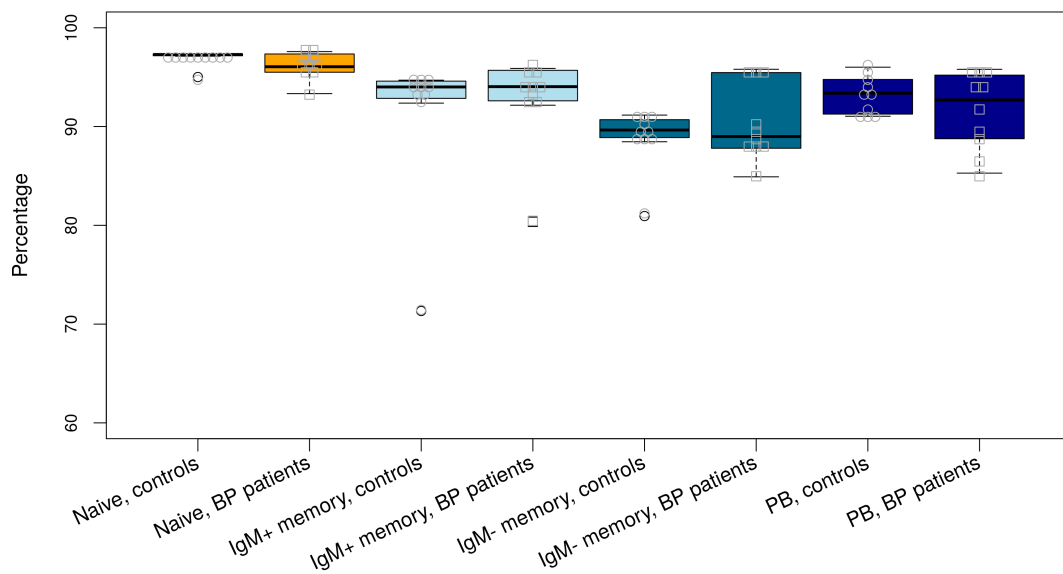 Percentage
100
90
80
70
60
Naive, controls
Naive, BP patients
IgM+ memory, controls
IgM+ memory, BP patients
IgM- memory, controls
IgM- memory, BP patients
PB, controls
PB, BP patients